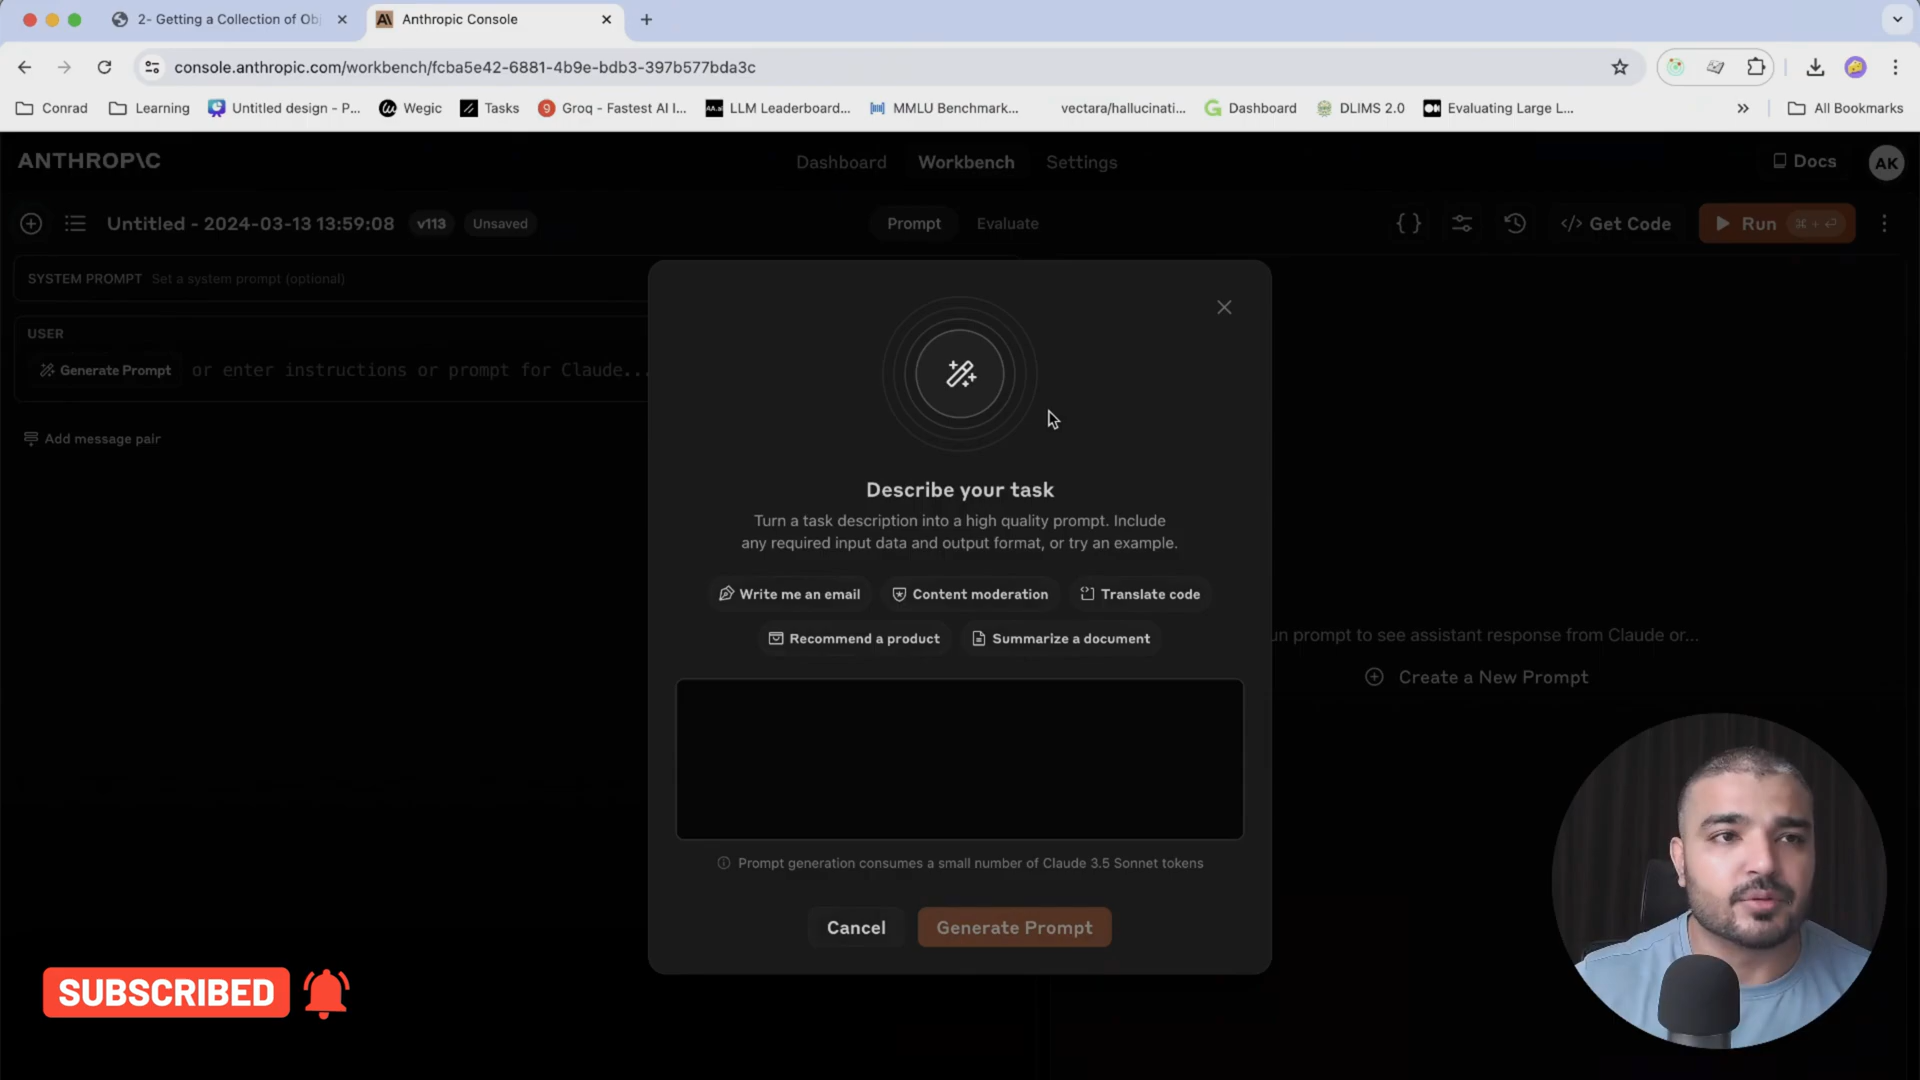 2- Getting a Collection of Ob
Anthropic Console
console.anthropic.com/workbench/fcba5e42-6881-4b9e-bdb3-397b577bda3c
Conrad
Learning
Untitled design - P...
Wegic
Tasks
Groq - Fastest AI I...
LLM Leaderboard...
MMLU Benchmark...
vectara/hallucinati...
Dashboard
DLIMS 2.0
Evaluating Large L...
All Bookmarks
ANTHROP\C
Dashboard
Workbench
Settings
Docs
AK
Untitled - 2024-03-13 13:59:08
v113
Unsaved
Prompt
Evaluate
Get Code
Run
SYSTEM PROMPT Set a system prompt (optional)
USER
Generate Prompt or enter instructions or prompt for Claude...
Add message pair
Describe your task
Turn a task description into a high quality prompt. Include
any required input data and output format, or try an example.
Write me an email
Content moderation
Translate code
Recommend a product
Summarize a document
Prompt generation consumes a small number of Claude 3.5 Sonnet tokens
Cancel
Generate Prompt
un prompt to see assistant response from Claude or...
Create a New Prompt
SUBSCRIBED